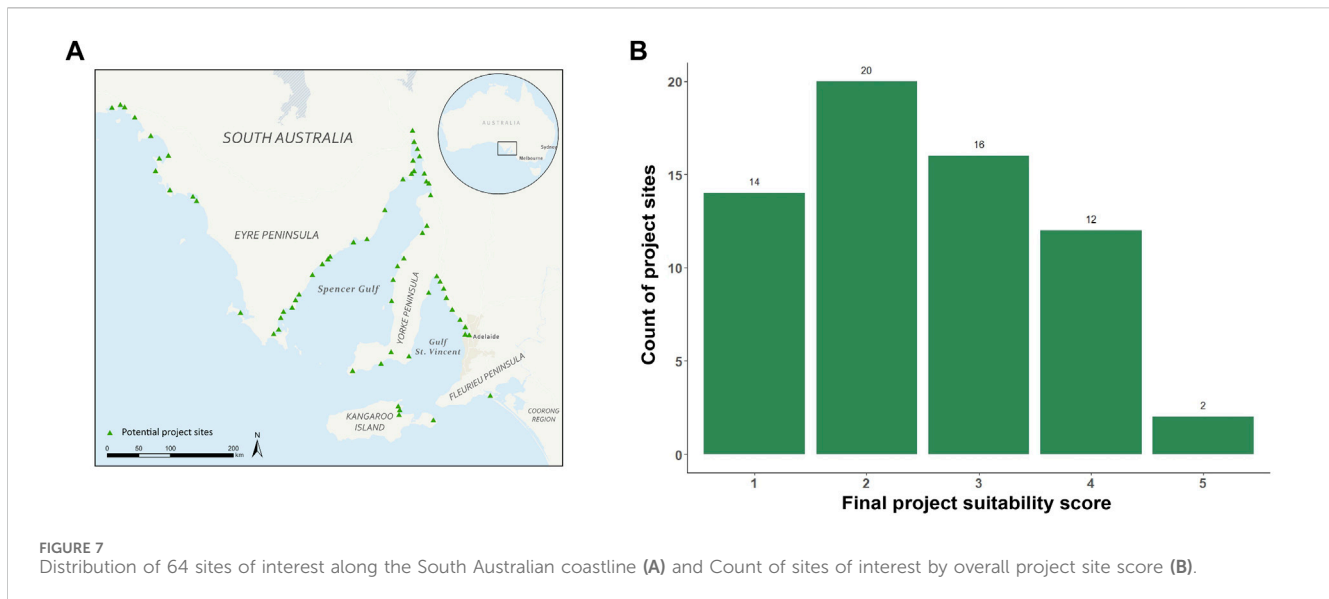 A
SOUTH AUSTRALIA
AUSTRALIA
Sydney
Melbourne
EYRE PENINSULA
Spencer Gulf
YORKE PENINSULA
Gulf
St. Vincent
Adelaide
FLEURIEU PENINSULA
KANGAROO
ISLAND
COORONG
REGION
Potential project sites
N
0 50 100 200
km
B
Count of project sites
20
15
10
5
0
14
20
16
12
2
1 2 3 4 5
Final project suitability score
FIGURE 7
Distribution of 64 sites of interest along the South Australian coastline (A) and Count of sites of interest by overall project site score (B).